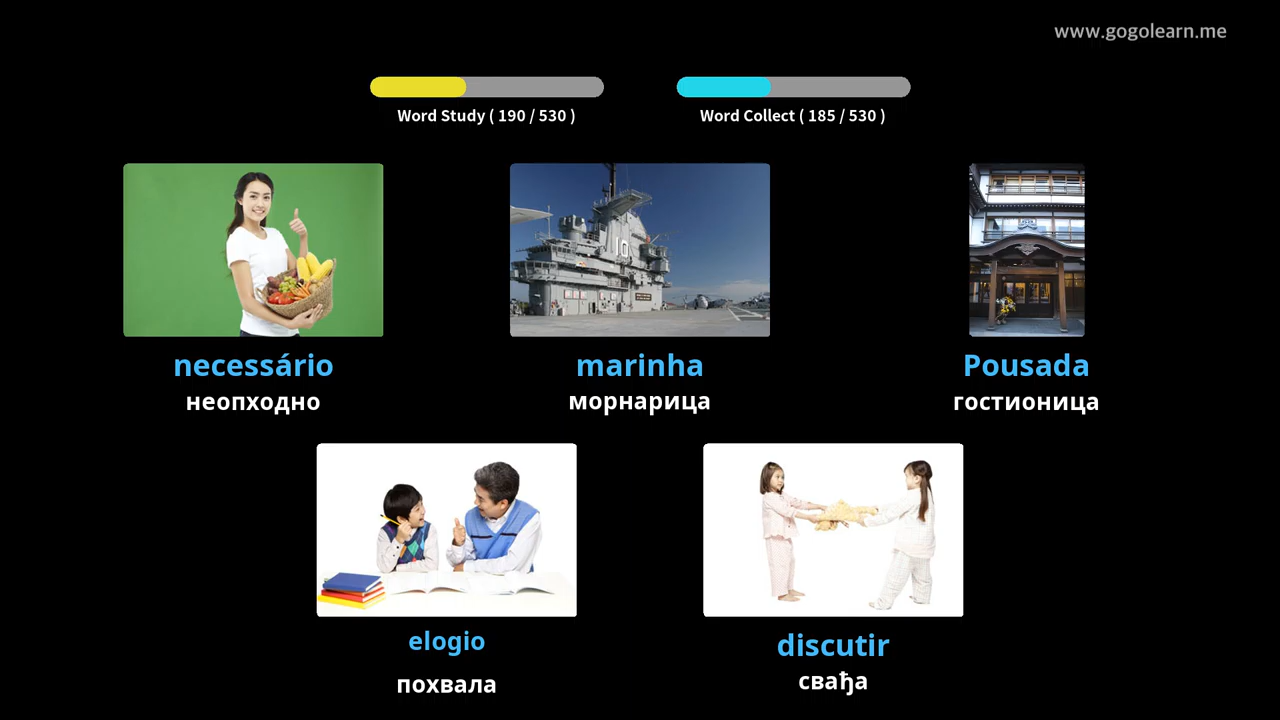 www.gogolearn.me
Word Study ( 190 / 530 )
Word Collect ( 185 / 530 )
10
necessário
marinha
Pousada
неопходно
морнарица
гостионица
elogio
discutir
похвала
свађа